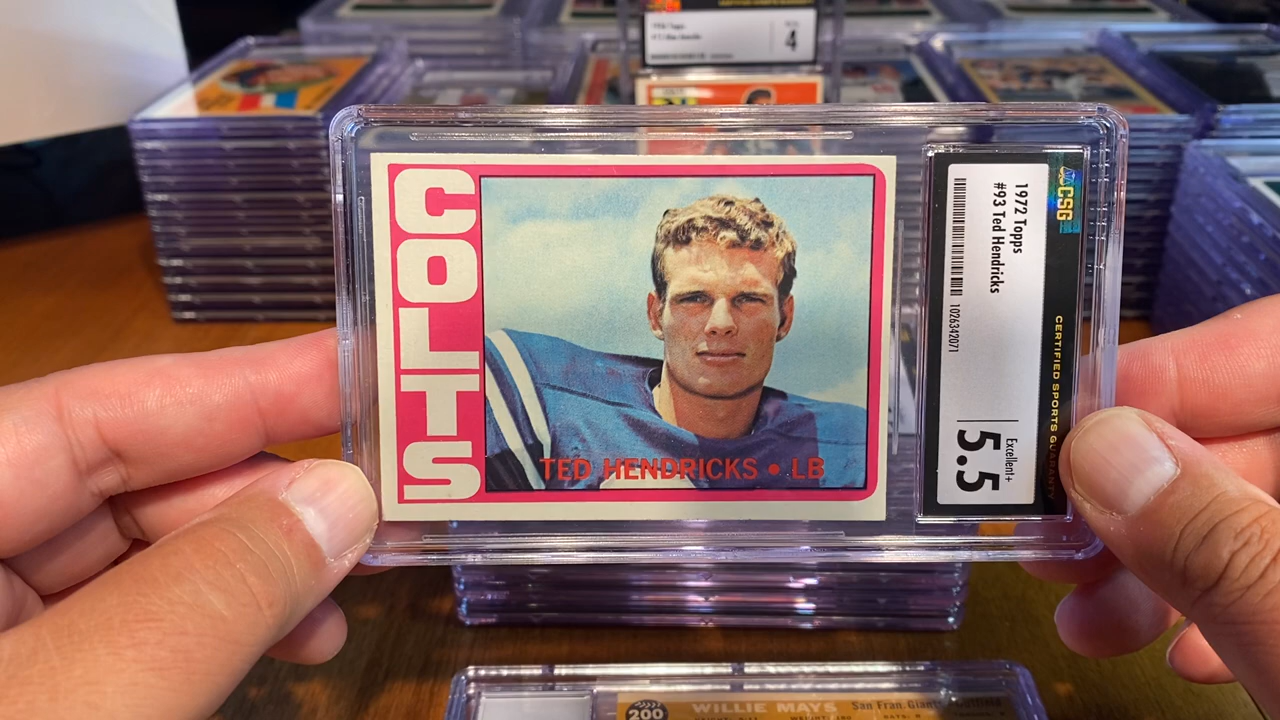 4
COLTS
TED HENDRICKS • LB
CSG
CERTIFIED SPORTS GUARANTY
1972 Topps
#93 Ted Hendricks
1026342071
Excellent+
5.5
200
WILLIE MAYS
San Fran. Giants